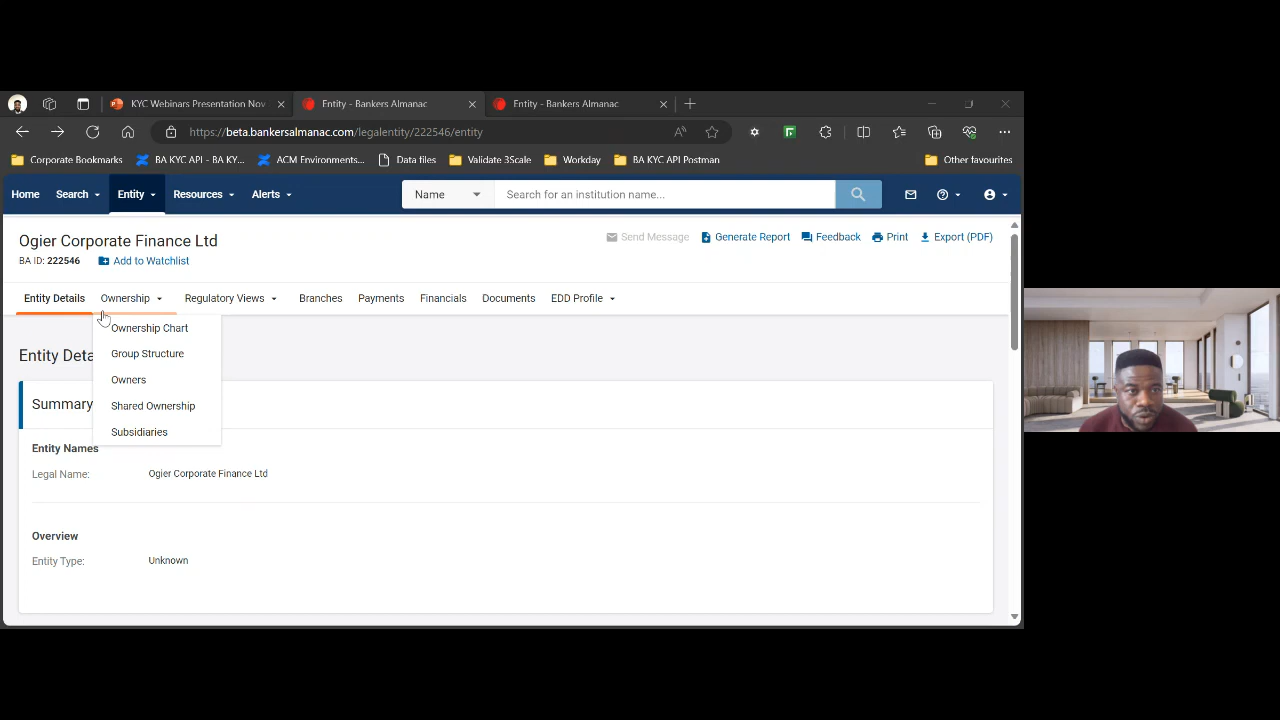 KYC Webinars Presentation Nov
Entity - Bankers Almanac
Entity - Bankers Almanac
https://beta.bankersalmanac.com/legalentity/222546/entity
Corporate Bookmarks
BA KYC API - BA KY...
ACM Environments...
Data files
Validate 3Scale
Workday
BA KYC API Postman
Other favourites
Home
Search
Entity
Resources
Alerts
Name
Search for an institution name...
Ogier Corporate Finance Ltd
Send Message
Generate Report
Feedback
Print
Export (PDF)
BA ID: 222546
Add to Watchlist
Entity Details
Ownership
Regulatory Views
Branches
Payments
Financials
Documents
EDD Profile
Ownership Chart
Group Structure
Owners
Shared Ownership
Subsidiaries
Entity Deta
Summary
Entity Names
Legal Name:
Ogier Corporate Finance Ltd
Overview
Entity Type:
Unknown